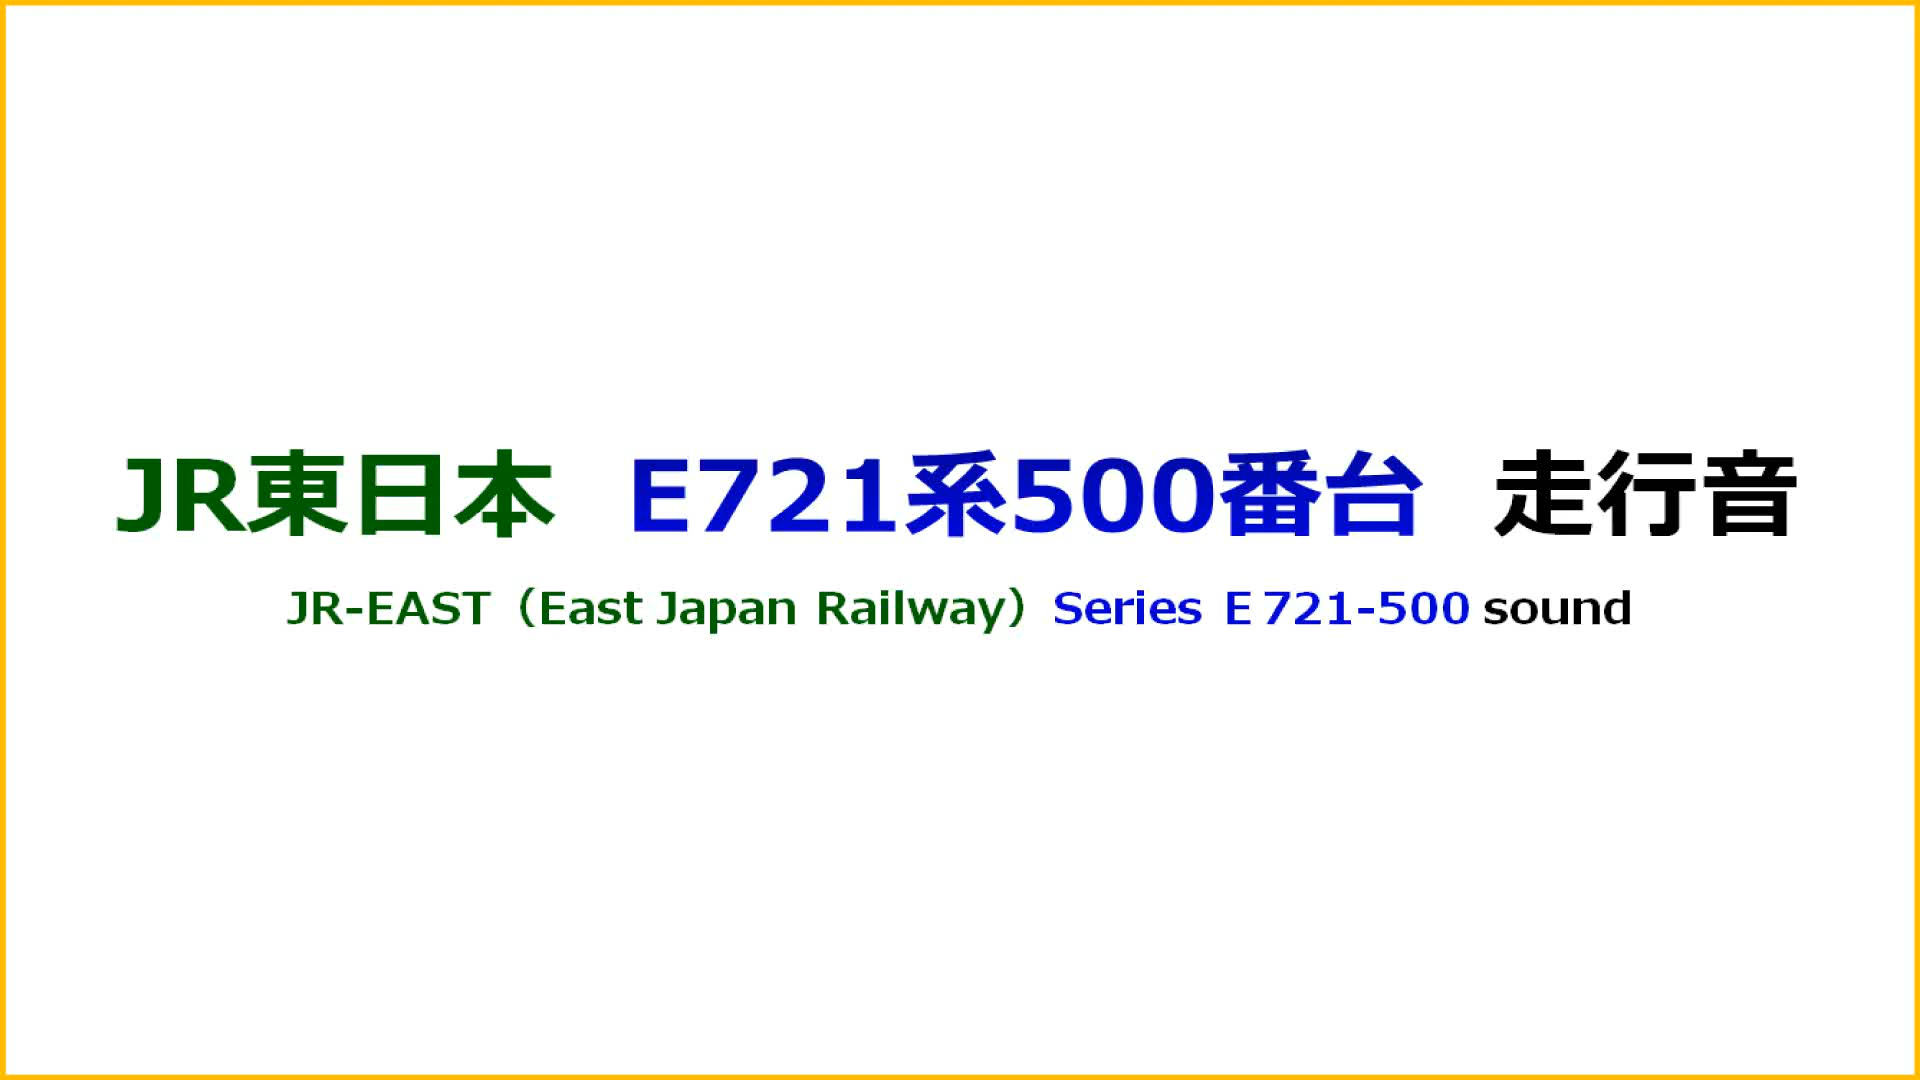 JR東日本　E721系500番台　走行音
JR-EAST（East Japan Railway）Series E 721-500 sound